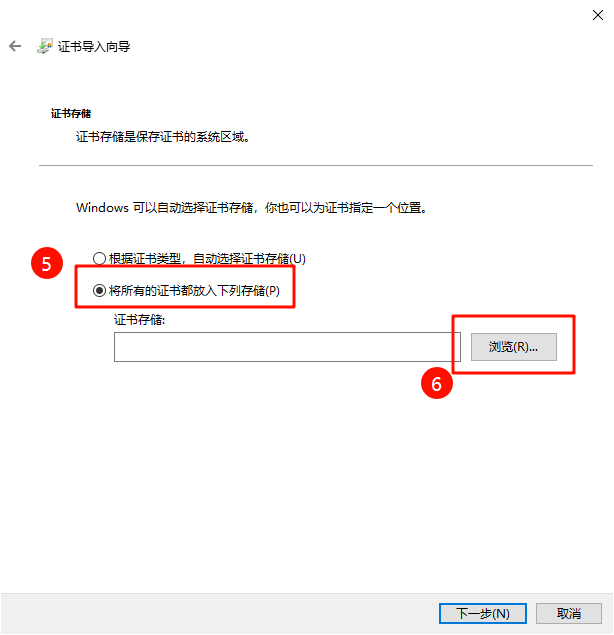 证书导入向导
证书存储
证书存储是保存证书的系统区域。
Windows 可以自动选择证书存储，你也可以为证书指定一个位置。
5
根据证书类型，自动选择证书存储(U)
将所有的证书都放入下列存储(P)
证书存储:
浏览(R)...
6
下一步(N)
取消